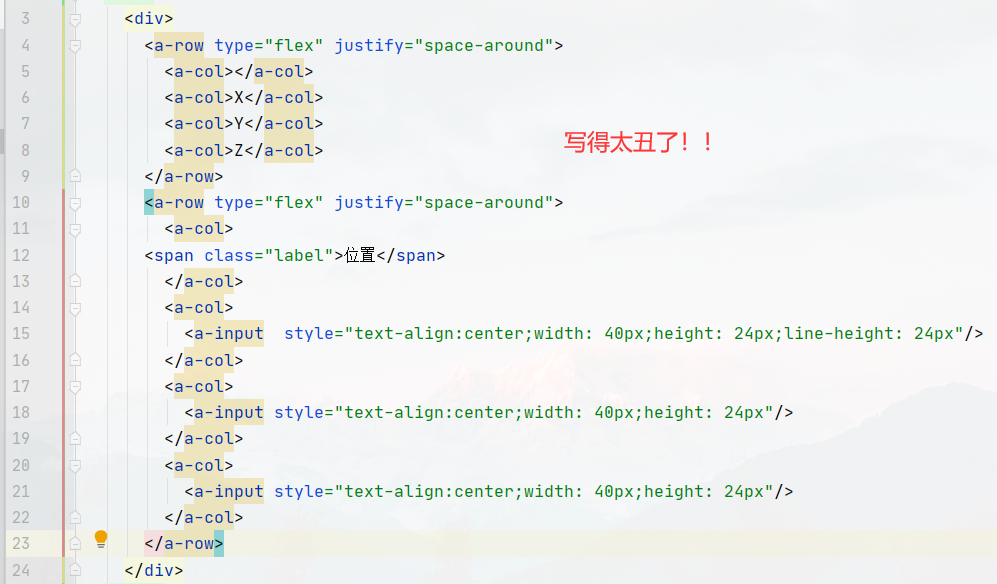 3 <div>
4 <a-row type="flex" justify="space-around">
5 <a-col></a-col>
6 <a-col>X</a-col>
7 <a-col>Y</a-col>
写得太丑了！！
8 <a-col>Z</a-col>
9 </a-row>
10 <a-row type="flex" justify="space-around">
11 <a-col>
12 <span class="label">位置</span>
13 </a-col>
14 <a-col>
15 <a-input  style="text-align:center;width: 40px;height: 24px;line-height: 24px"/>
16 </a-col>
17 <a-col>
18 <a-input style="text-align:center;width: 40px;height: 24px"/>
19 </a-col>
20 <a-col>
21 <a-input style="text-align:center;width: 40px;height: 24px"/>
22 </a-col>
23 </a-row>
24 </div>